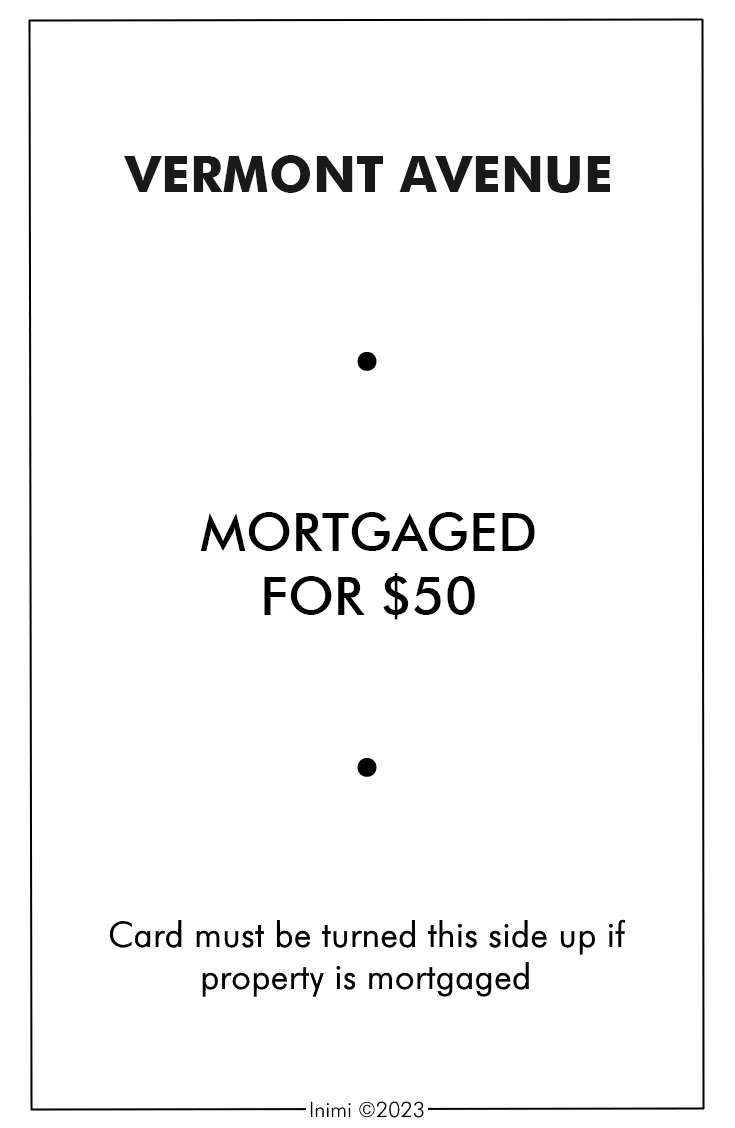 VERMONT AVENUE
MORTGAGED
FOR $50
Card must be turned this side up if
property is mortgaged
Inimi ©2023